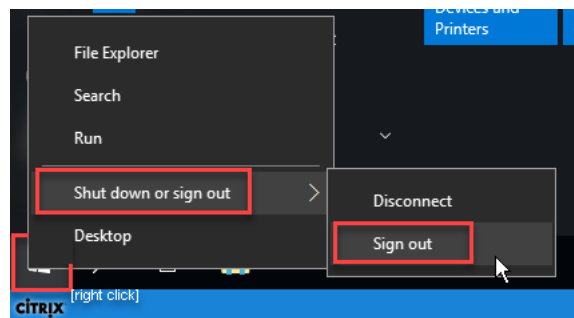 Devices and
Printers
File Explorer
Search
Run
Shut down or sign out
Disconnect
Desktop
Sign out
[right click]
CITRIX